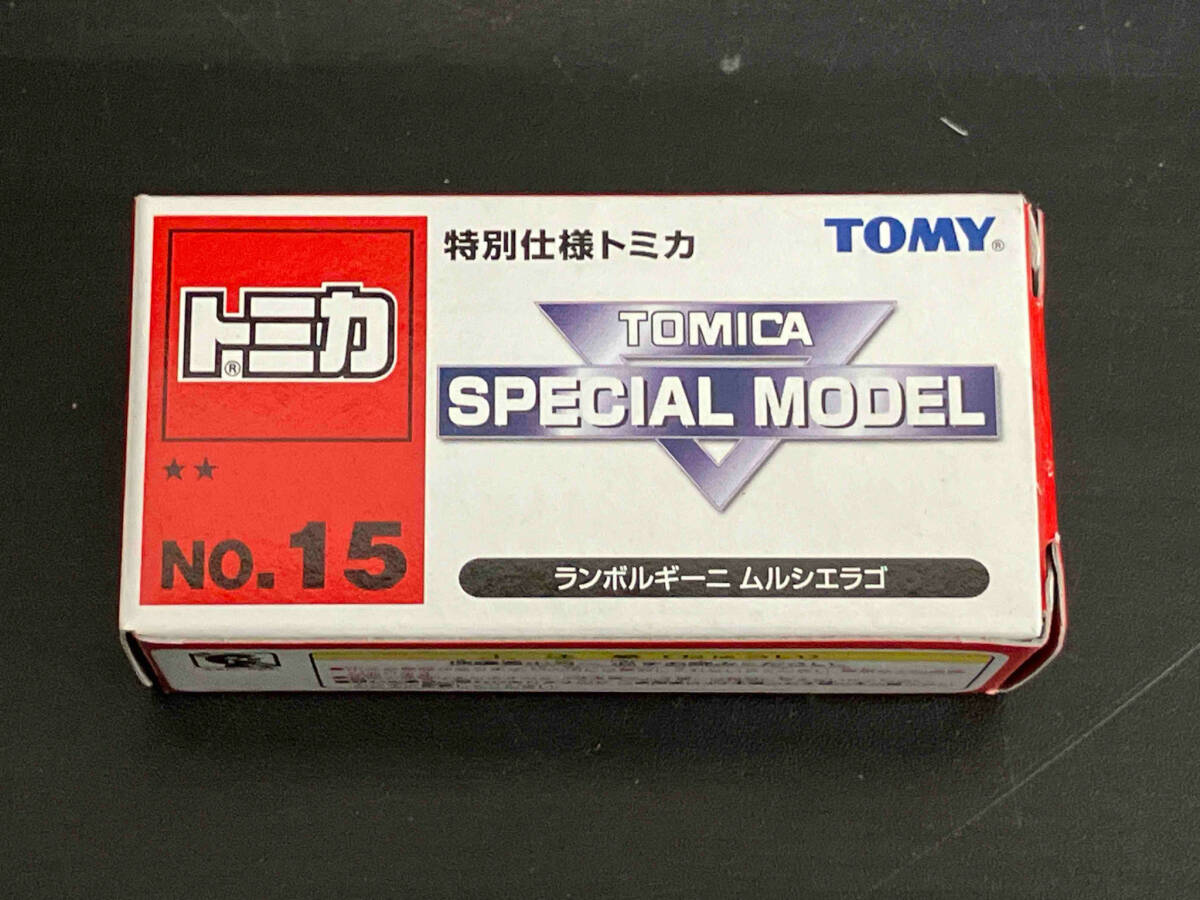 トミカ®
★★
NO.15
特別仕様トミカ
TOMY®
TOMICA
SPECIAL MODEL
ランボルギーニ ムルシエラゴ